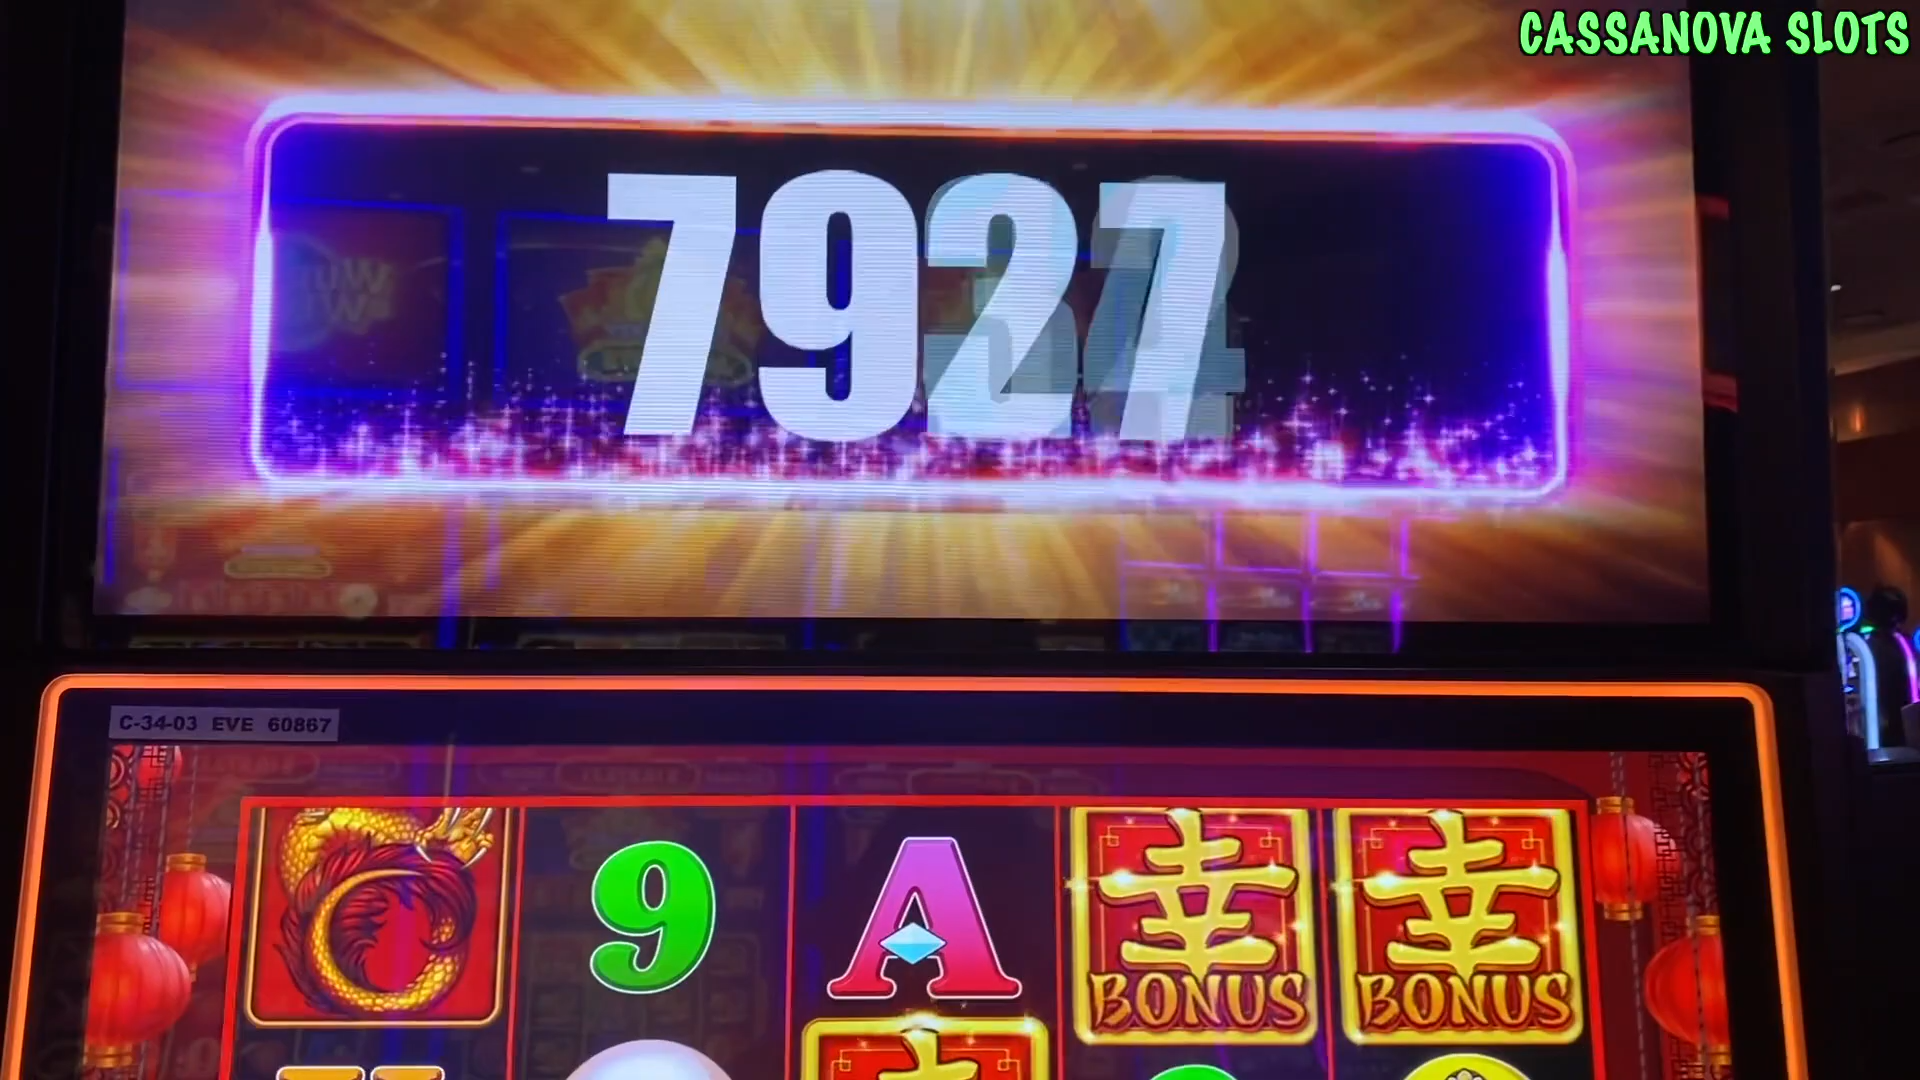 CASSANOVA SLOTS
7927
C-34-03 EVE 60867
9 A 幸 幸
BONUS BONUS